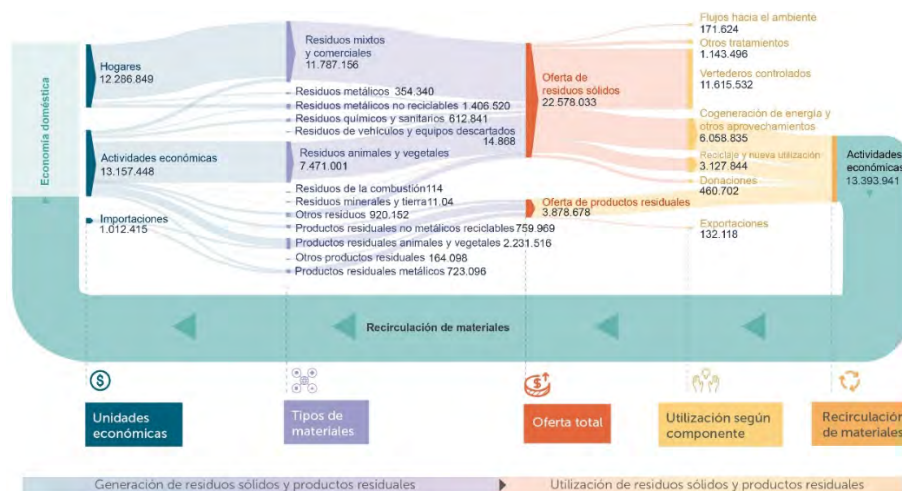 Economía doméstica
Hogares
12.286.849
Actividades económicas
13.157.448
Importaciones
1.012.415
Residuos mixtos
y comerciales
11.787.156
Residuos metálicos 354.340
Residuos metálicos no reciclables 1.406.520
Residuos químicos y sanitarios 612.841
Residuos de vehículos y equipos descartados
14.868
Residuos animales y vegetales
7.471.001
Residuos de la combustión114
Residuos minerales y tierra11.04
Otros residuos 920.152
Productos residuales no metálicos reciclables 759.969
Productos residuales animales y vegetales 2.231.516
Otros productos residuales 164.098
Productos residuales metálicos 723.096
Oferta de
residuos sólidos
22.578.033
Oferta de productos residuales
3.878.678
Flujos hacia el ambiente
171.624
Otros tratamientos
1.143.496
Vertederos controlados
11.615.532
Cogeneración de energía y
otros aprovechamientos
6.058.835
Reciclaje y nueva utilización
3.127.844
Donaciones
460.702
Exportaciones
132.118
Actividades
económicas
13.393.941
Recirculación de materiales
Unidades
económicas
Tipos de
materiales
Oferta total
Utilización según
componente
Recirculación
de materiales
Generación de residuos sólidos y productos residuales
Utilización de residuos sólidos y productos residuales